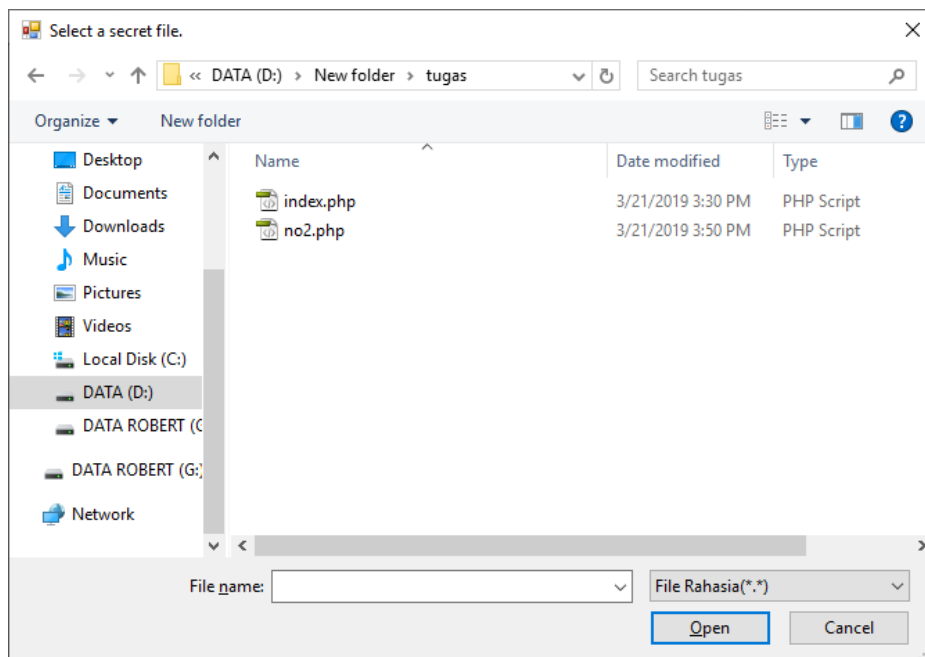 Select a secret file.
« DATA (D:) › New folder › tugas
Search tugas
Organize
New folder
Desktop
Documents
Downloads
Music
Pictures
Videos
Local Disk (C:)
DATA (D:)
DATA ROBERT (G
DATA ROBERT (G:)
Network
Name Date modified Type
index.php 3/21/2019 3:30 PM PHP Script
no2.php 3/21/2019 3:50 PM PHP Script
File name:
File Rahasia(*.*)
Open
Cancel